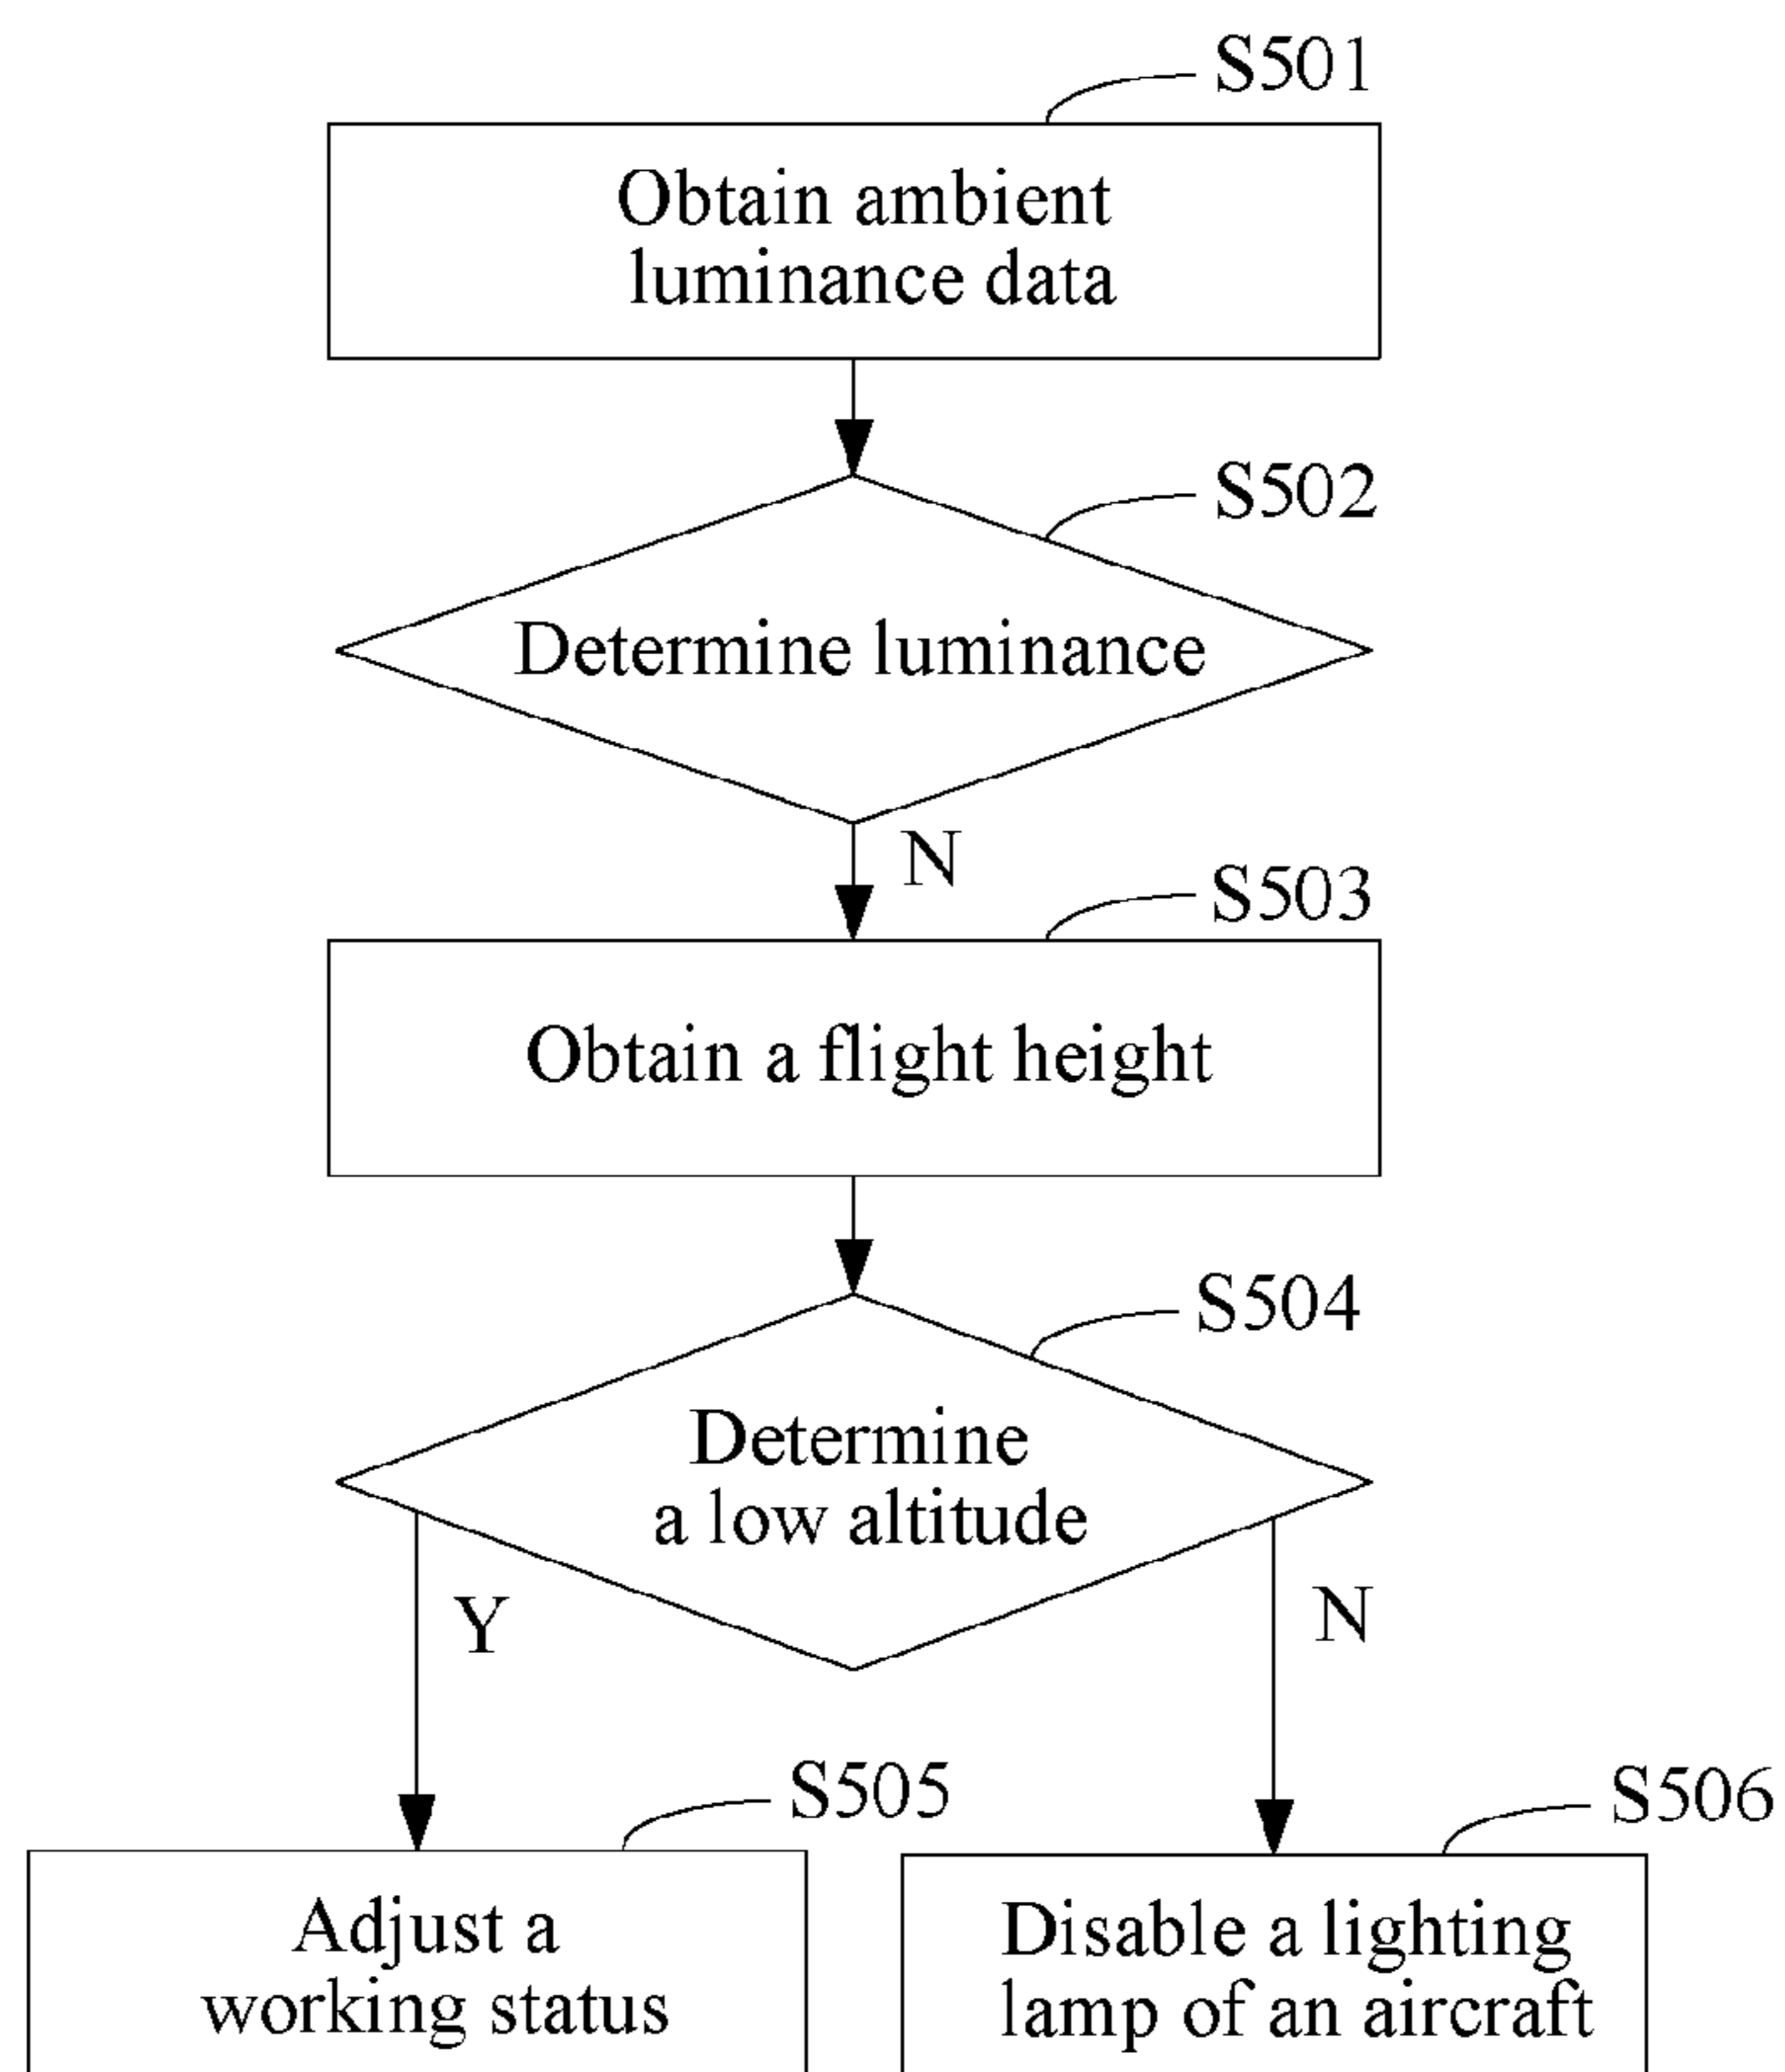 S501
Obtain ambient
luminance data
S502
Determine luminance
N
S503
Obtain a flight height
S504
Determine
a low altitude
Y
N
S505
S506
Adjust a
working status
Disable a lighting
lamp of an aircraft